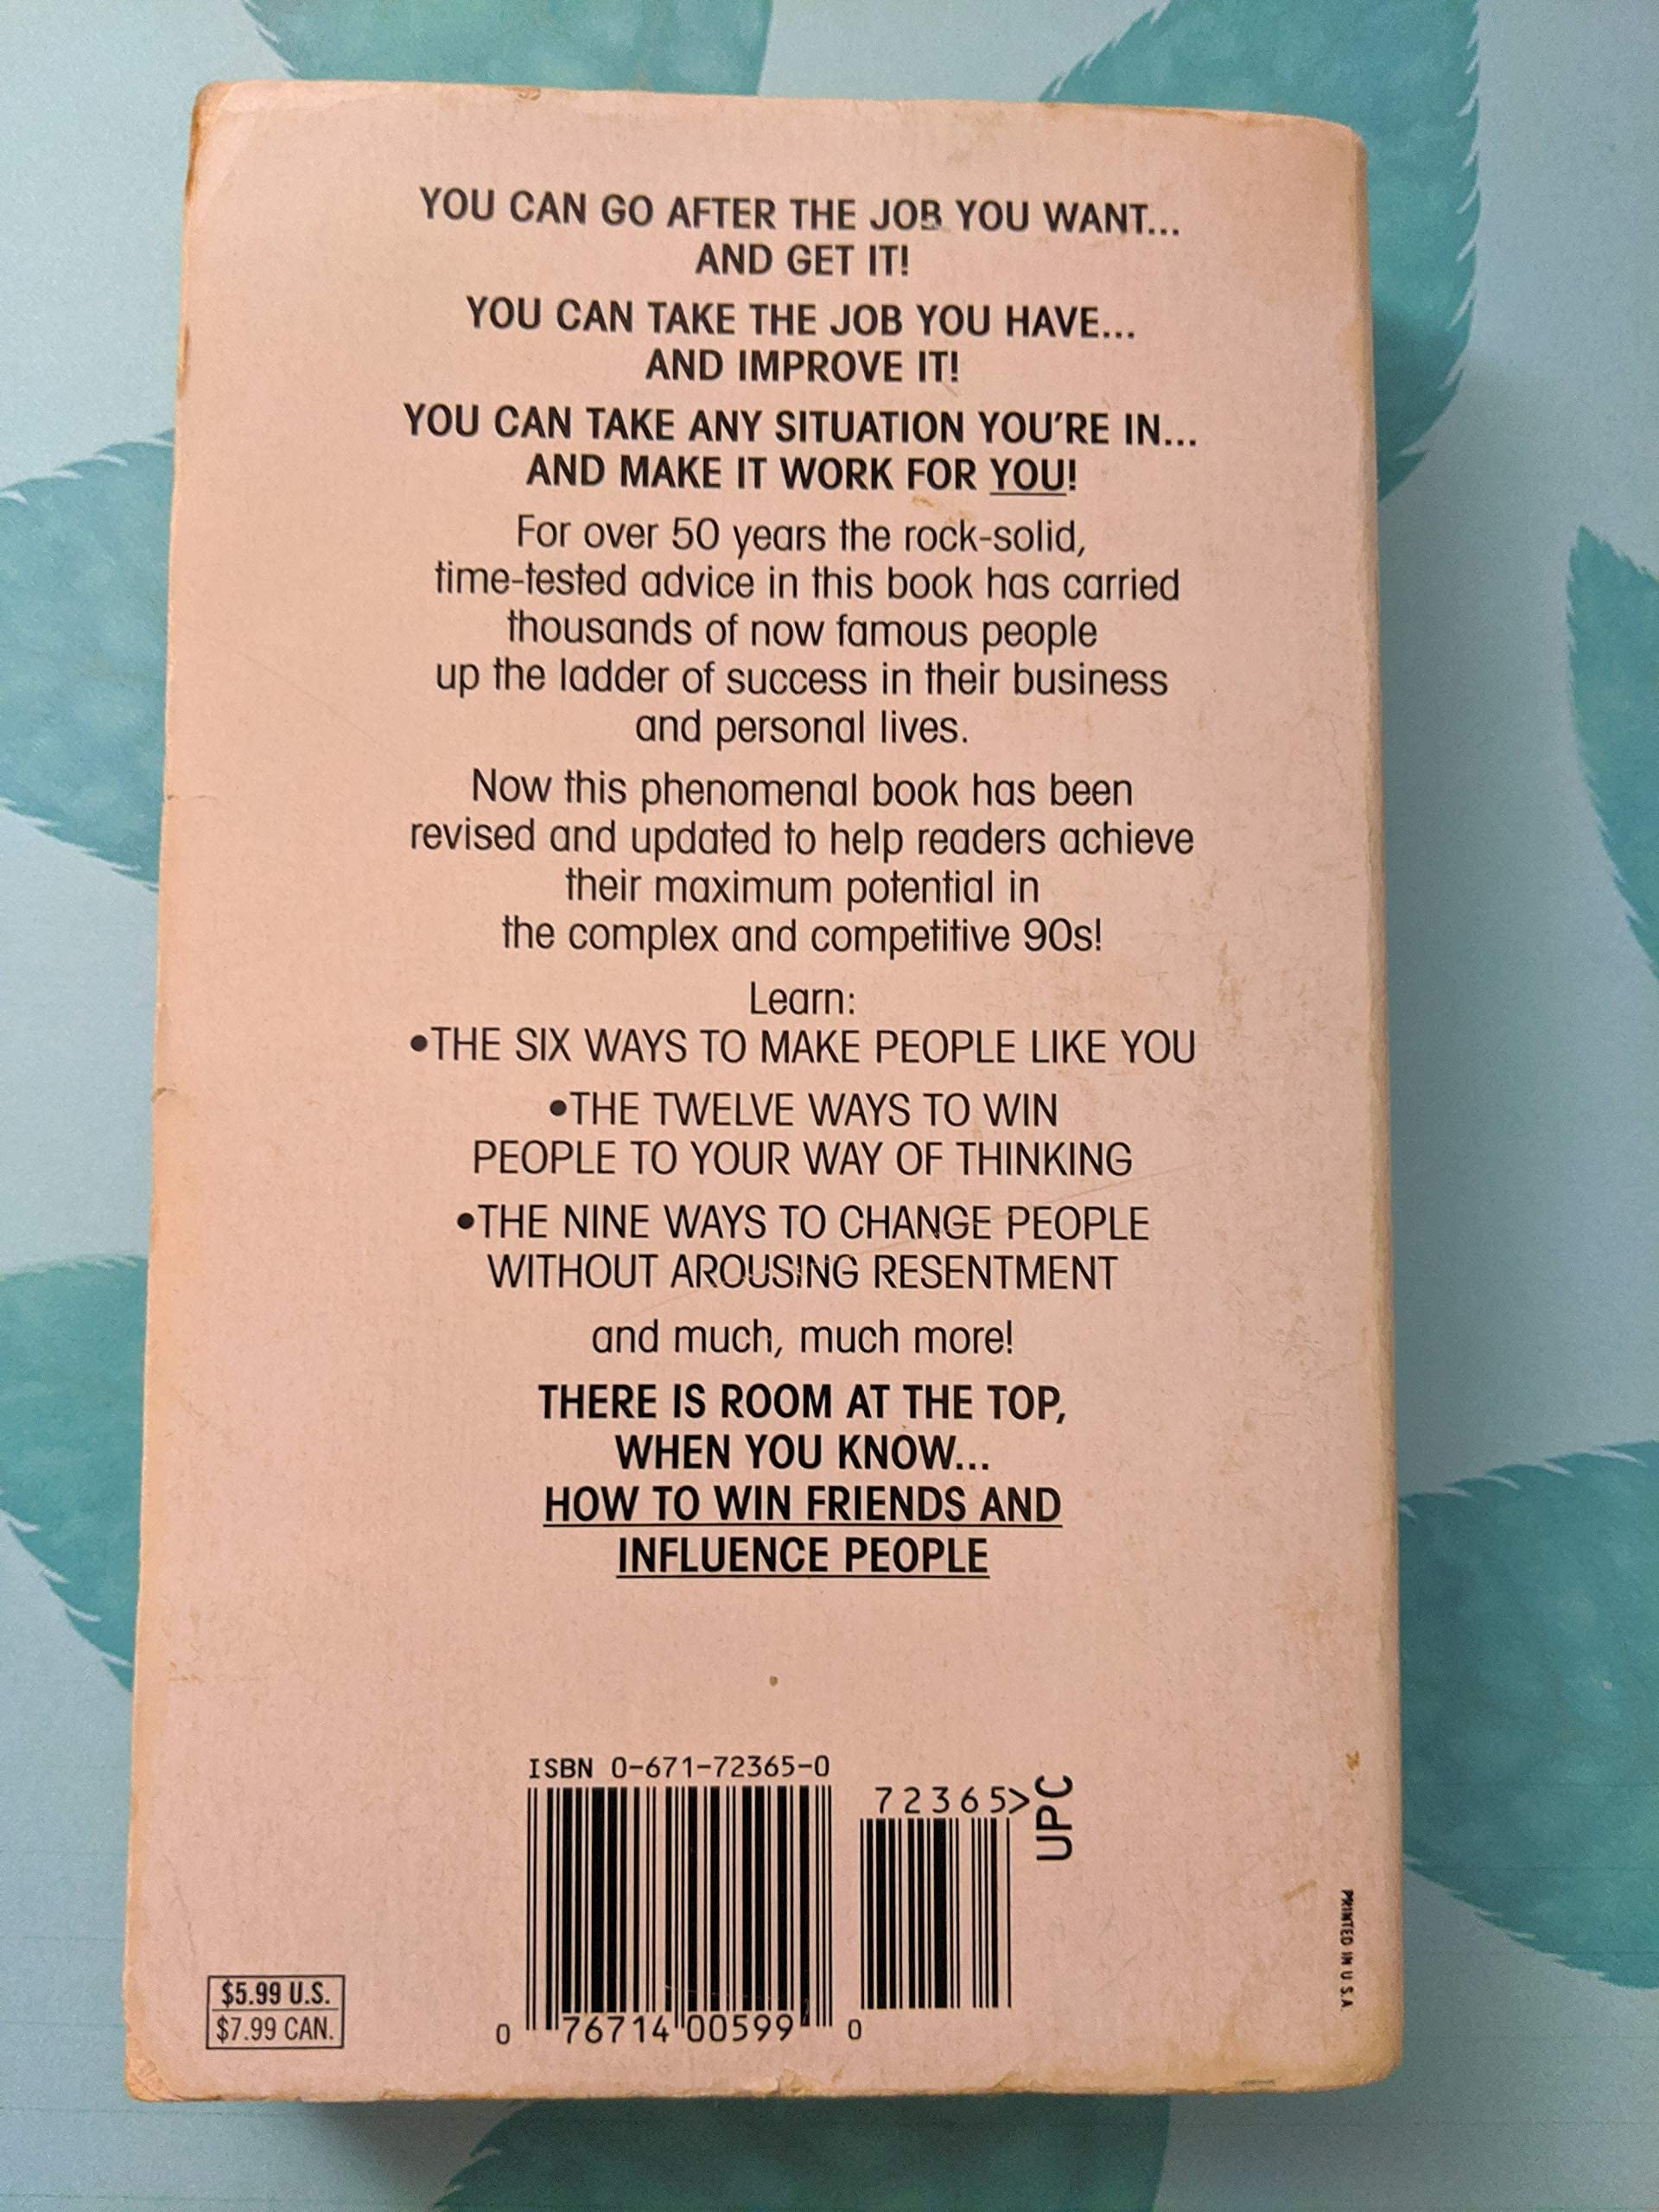 YOU CAN GO AFTER THE JOB YOU WANT...
AND GET IT!
YOU CAN TAKE THE JOB YOU HAVE...
AND IMPROVE IT!
YOU CAN TAKE ANY SITUATION YOU'RE IN...
AND MAKE IT WORK FOR YOU!
For over 50 years the rock-solid,
time-tested advice in this book has carried
thousands of now famous people
up the ladder of success in their business
and personal lives.
Now this phenomenal book has been
revised and updated to help readers achieve
their maximum potential in
the complex and competitive 90s!
Learn:
•THE SIX WAYS TO MAKE PEOPLE LIKE YOU
•THE TWELVE WAYS TO WIN
PEOPLE TO YOUR WAY OF THINKING
•THE NINE WAYS TO CHANGE PEOPLE
WITHOUT AROUSING RESENTMENT
and much, much more!
THERE IS ROOM AT THE TOP,
WHEN YOU KNOW...
HOW TO WIN FRIENDS AND
INFLUENCE PEOPLE
ISBN 0-671-72365-0
72365>
UPC
0 76714 00599 0
$5.99 U.S.
$7.99 CAN.
PRINTED IN U.S.A.